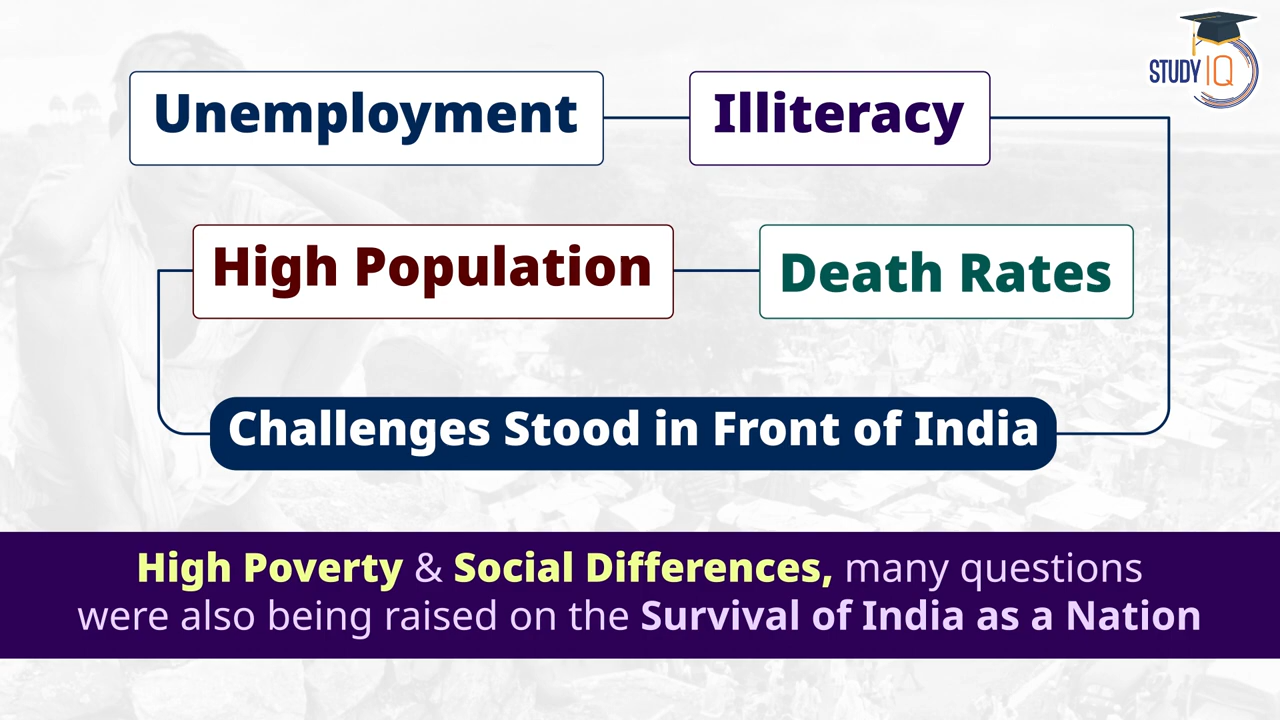 STUDY IQ
Unemployment
Illiteracy
High Population
Death Rates
Challenges Stood in Front of India
High Poverty & Social Differences, many questions
were also being raised on the Survival of India as a Nation